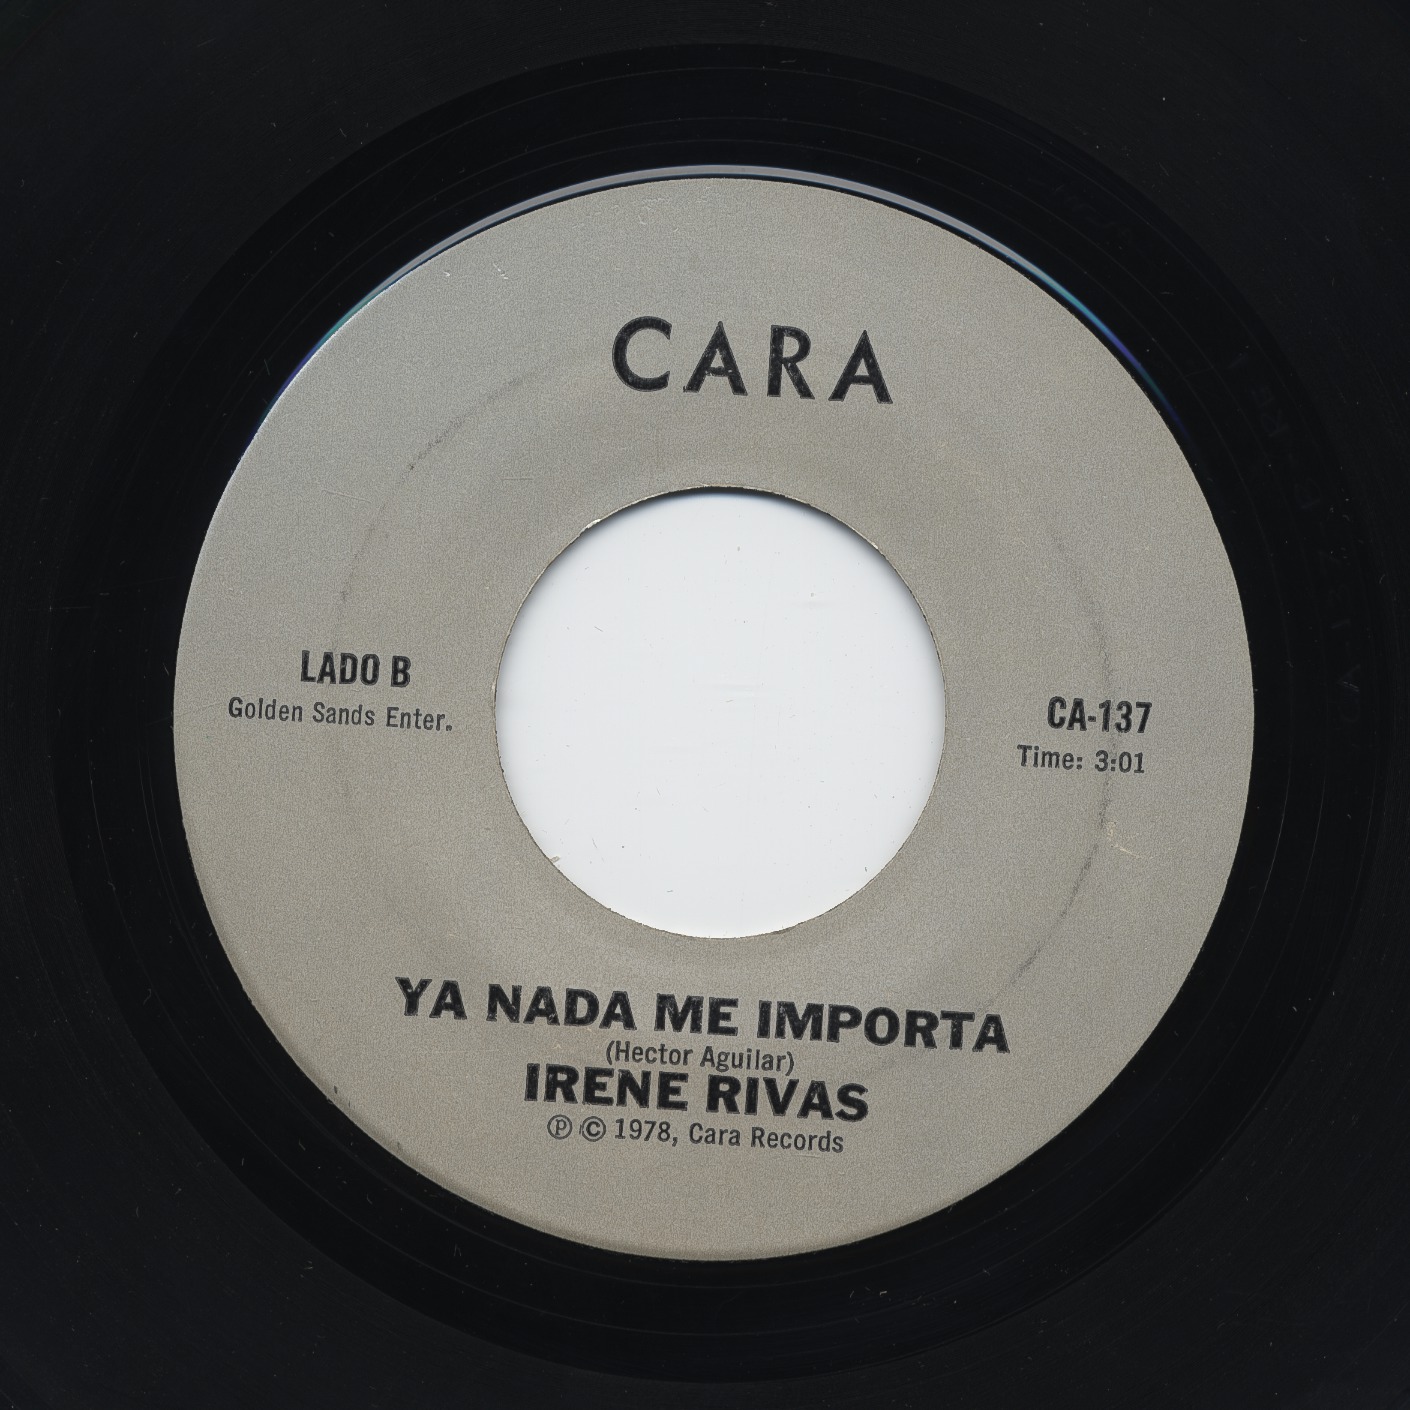 CARA
LADO B
Golden Sands Enter.
CA-137
Time: 3:01
YA NADA ME IMPORTA
(Hector Aguilar)
IRENE RIVAS
Ⓟ © 1978, Cara Records